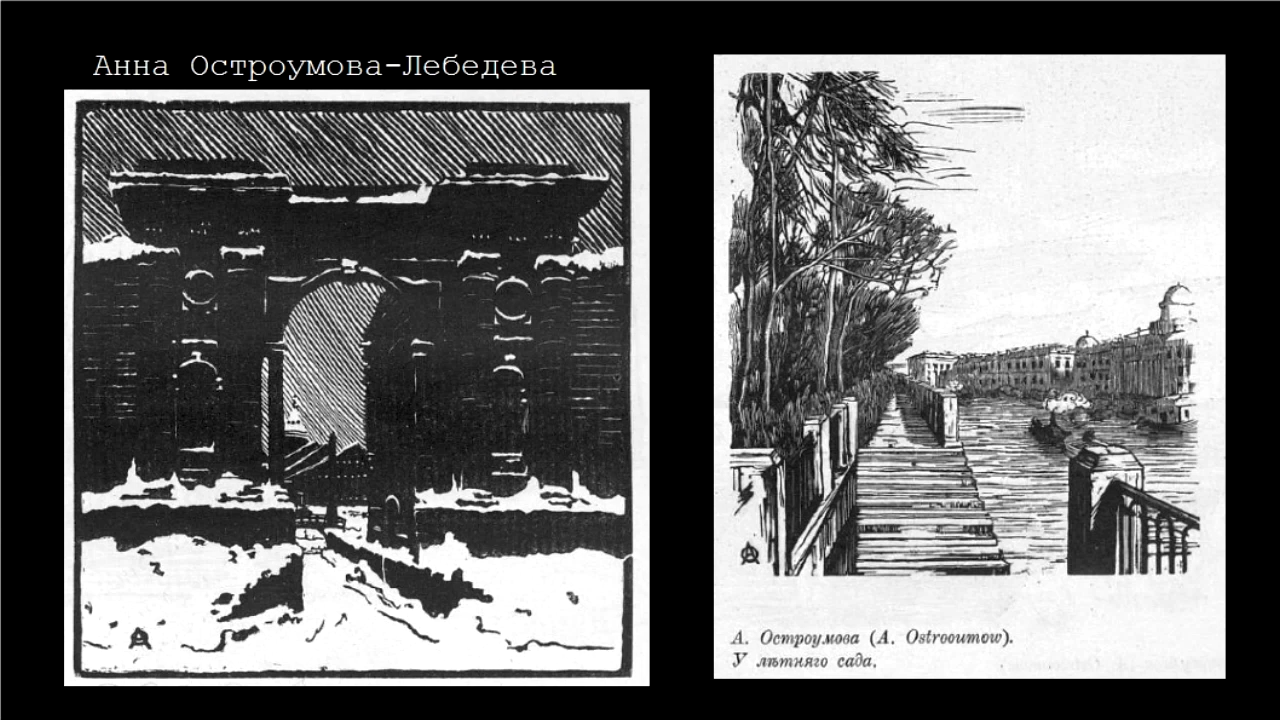 Анна Остроумова-Лебедева
А. Остроумова (A. Ostrooumow).
У лѣтняго сада.